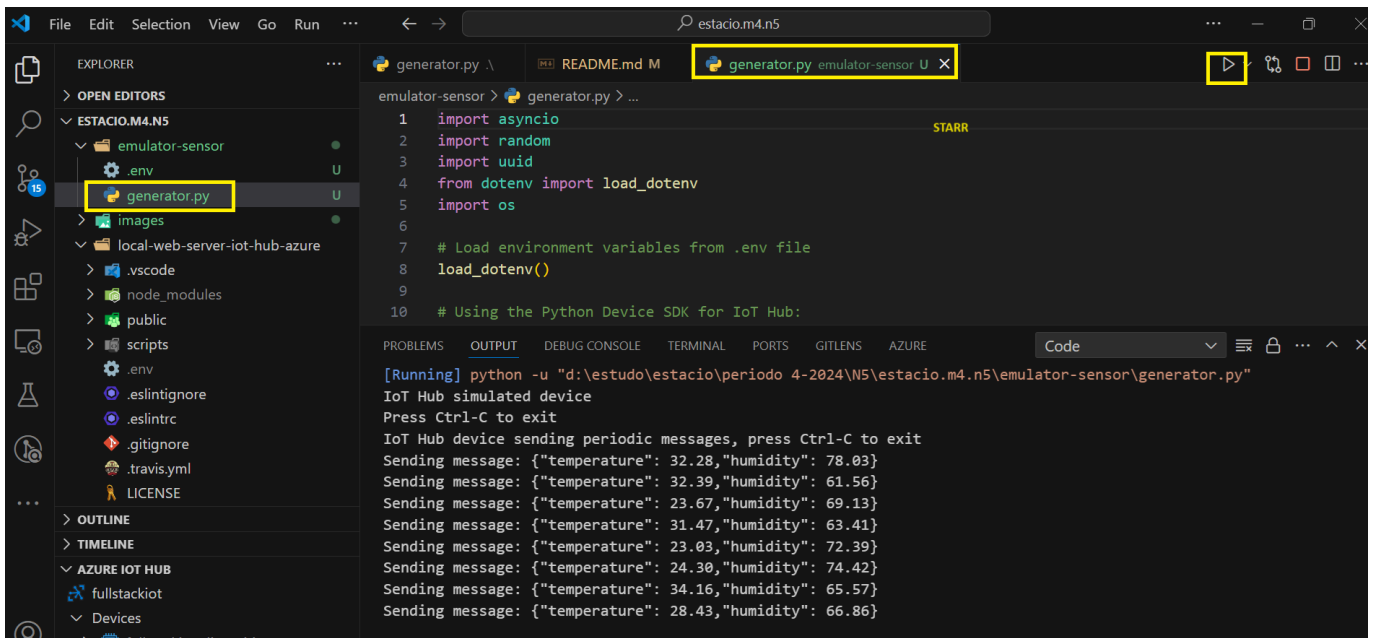 File Edit Selection View Go Run ··· estacio.m4.n5
EXPLORER
OPEN EDITORS
ESTACIO.M4.N5
emulator-sensor
.env U
generator.py U
images
local-web-server-iot-hub-azure
.vscode
node_modules
public
scripts
.env
.eslintignore
.eslintrc
.gitignore
.travis.yml
LICENSE
OUTLINE
TIMELINE
AZURE IOT HUB
fullstackiot
Devices
15
generator.py .\ README.md M generator.py emulator-sensor U
emulator-sensor > generator.py > ...
STARR
1 import asyncio
2 import random
3 import uuid
4 from dotenv import load_dotenv
5 import os
6
7 # Load environment variables from .env file
8 load_dotenv()
9
10 # Using the Python Device SDK for IoT Hub:
PROBLEMS OUTPUT DEBUG CONSOLE TERMINAL PORTS GITLENS AZURE Code
[Running] python -u "d:\estudo\estacio\periodo 4-2024\N5\estacio.m4.n5\emulator-sensor\generator.py"
IoT Hub simulated device
Press Ctrl-C to exit
IoT Hub device sending periodic messages, press Ctrl-C to exit
Sending message: {"temperature": 32.28,"humidity": 78.03}
Sending message: {"temperature": 32.39,"humidity": 61.56}
Sending message: {"temperature": 23.67,"humidity": 69.13}
Sending message: {"temperature": 31.47,"humidity": 63.41}
Sending message: {"temperature": 23.03,"humidity": 72.39}
Sending message: {"temperature": 24.30,"humidity": 74.42}
Sending message: {"temperature": 34.16,"humidity": 65.57}
Sending message: {"temperature": 28.43,"humidity": 66.86}